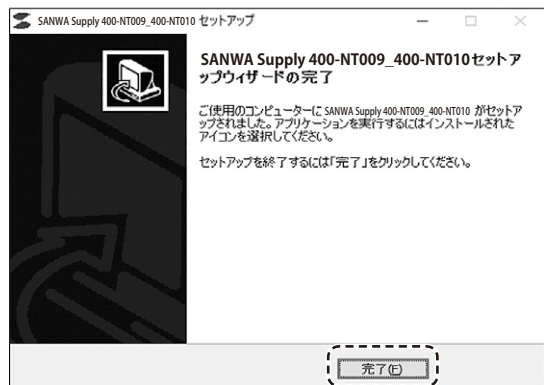 SANWA Supply 400-NT009_400-NT010 セットアップ
SANWA Supply 400-NT009_400-NT010セットア
ップウィザードの完了
ご使用のコンピューターに SANWA Supply 400-NT009_400-NT010 がセットア
ップされました。アプリケーションを実行するにはインストールされた
アイコンを選択してください。
セットアップを終了するには「完了」をクリックしてください。
完了(E)